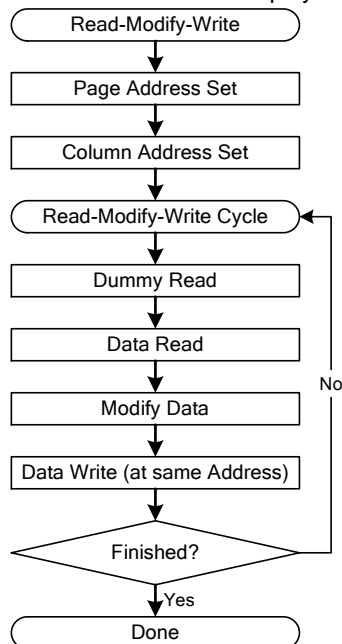 Read-Modify-Write
Page Address Set
Column Address Set
Read-Modify-Write Cycle
Dummy Read
Data Read
No
Modify Data
Data Write (at same Address)
Finished?
Yes
Done